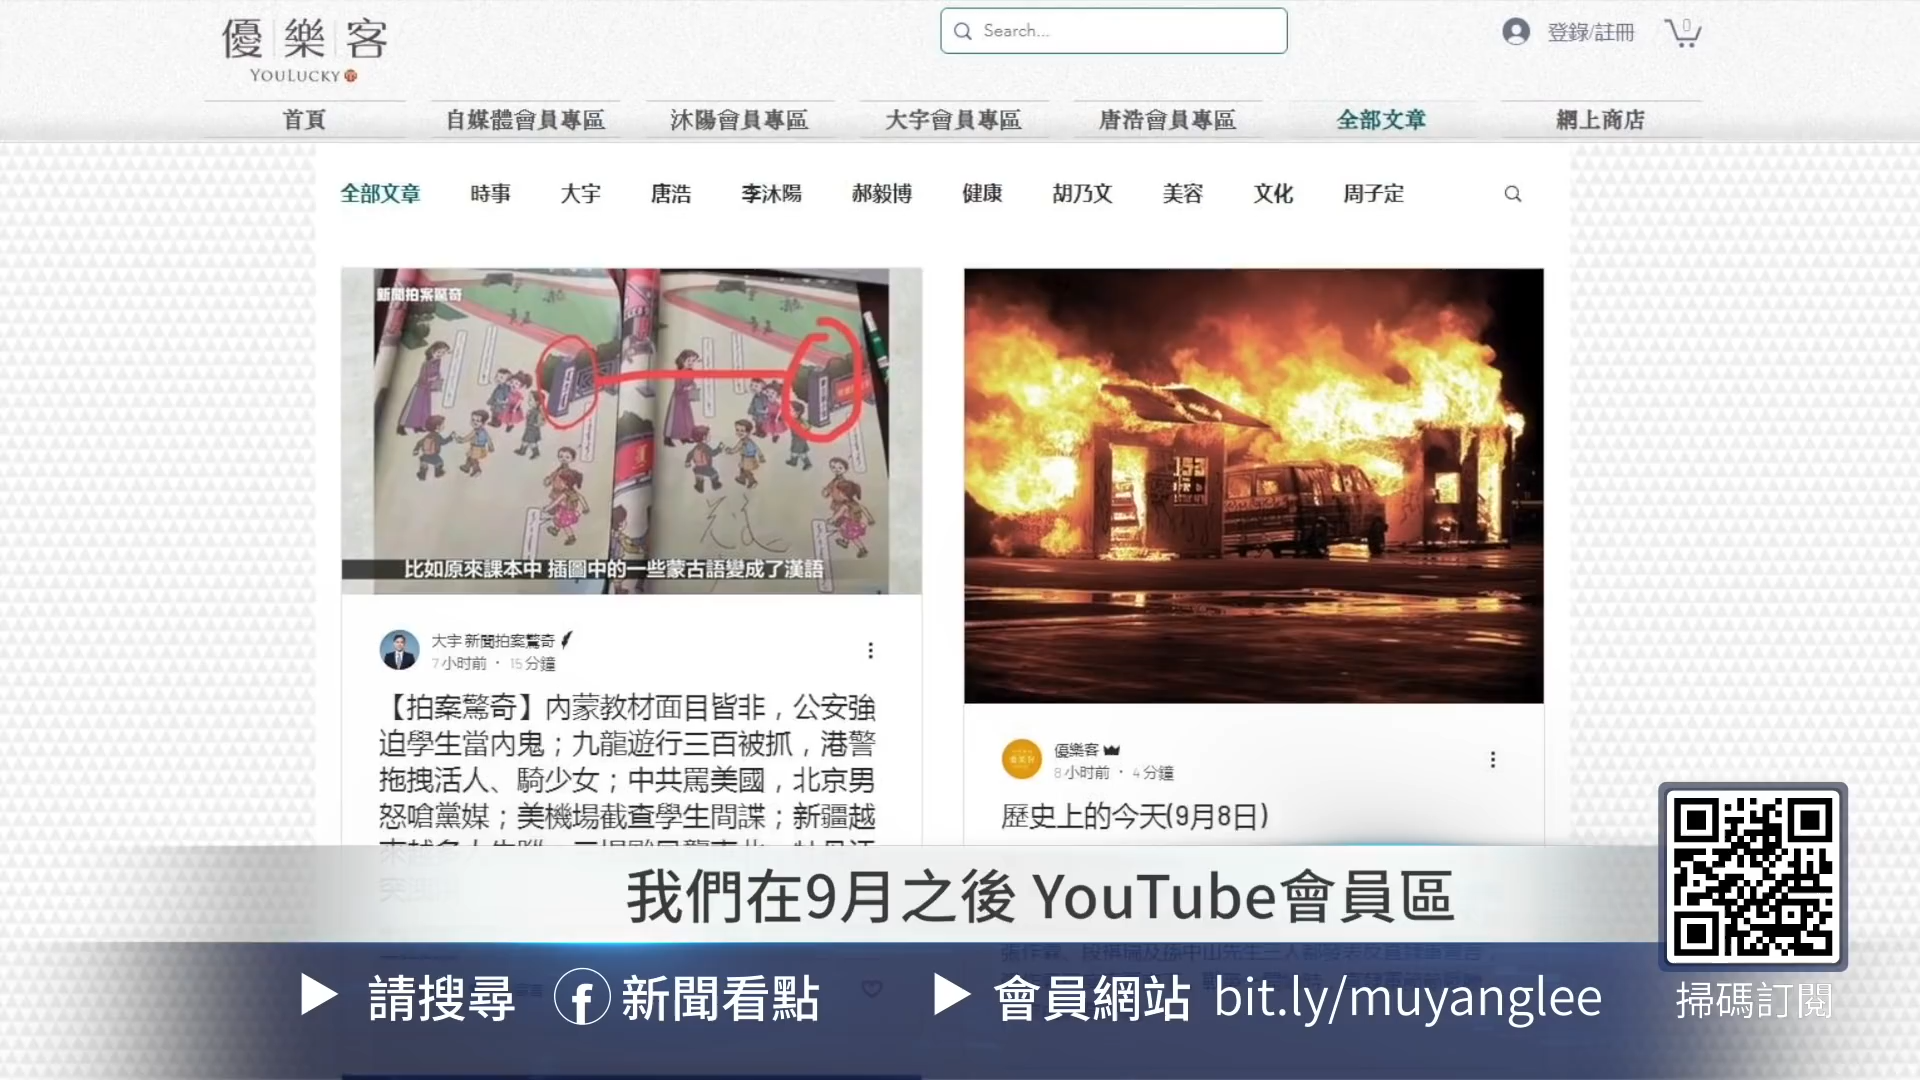 優樂客
YOULUCKY
Search...
登錄/註冊
0
首頁
自媒體會員專區
沐陽會員專區
大宇會員專區
唐浩會員專區
全部文章
網上商店
全部文章
時事
大宇
唐浩
李沐陽
郝毅博
健康
胡乃文
美容
文化
周子定
新聞拍案驚奇
比如原來課本中 插圖中的一些蒙古語變成了漢語
大宇 新聞拍案驚奇
7 小时前 · 15 分鐘
【拍案驚奇】內蒙教材面目皆非，公安強
迫學生當內鬼；九龍遊行三百被抓，港警
拖拽活人、騎少女；中共罵美國，北京男
怒嗆黨媒；美機場截查學生間諜；新疆越
優樂客
8 小时前 · 4 分鐘
歷史上的今天(9月8日)
我們在9月之後 YouTube會員區
請搜尋 新聞看點
會員網站 bit.ly/muyanglee
掃碼訂閱